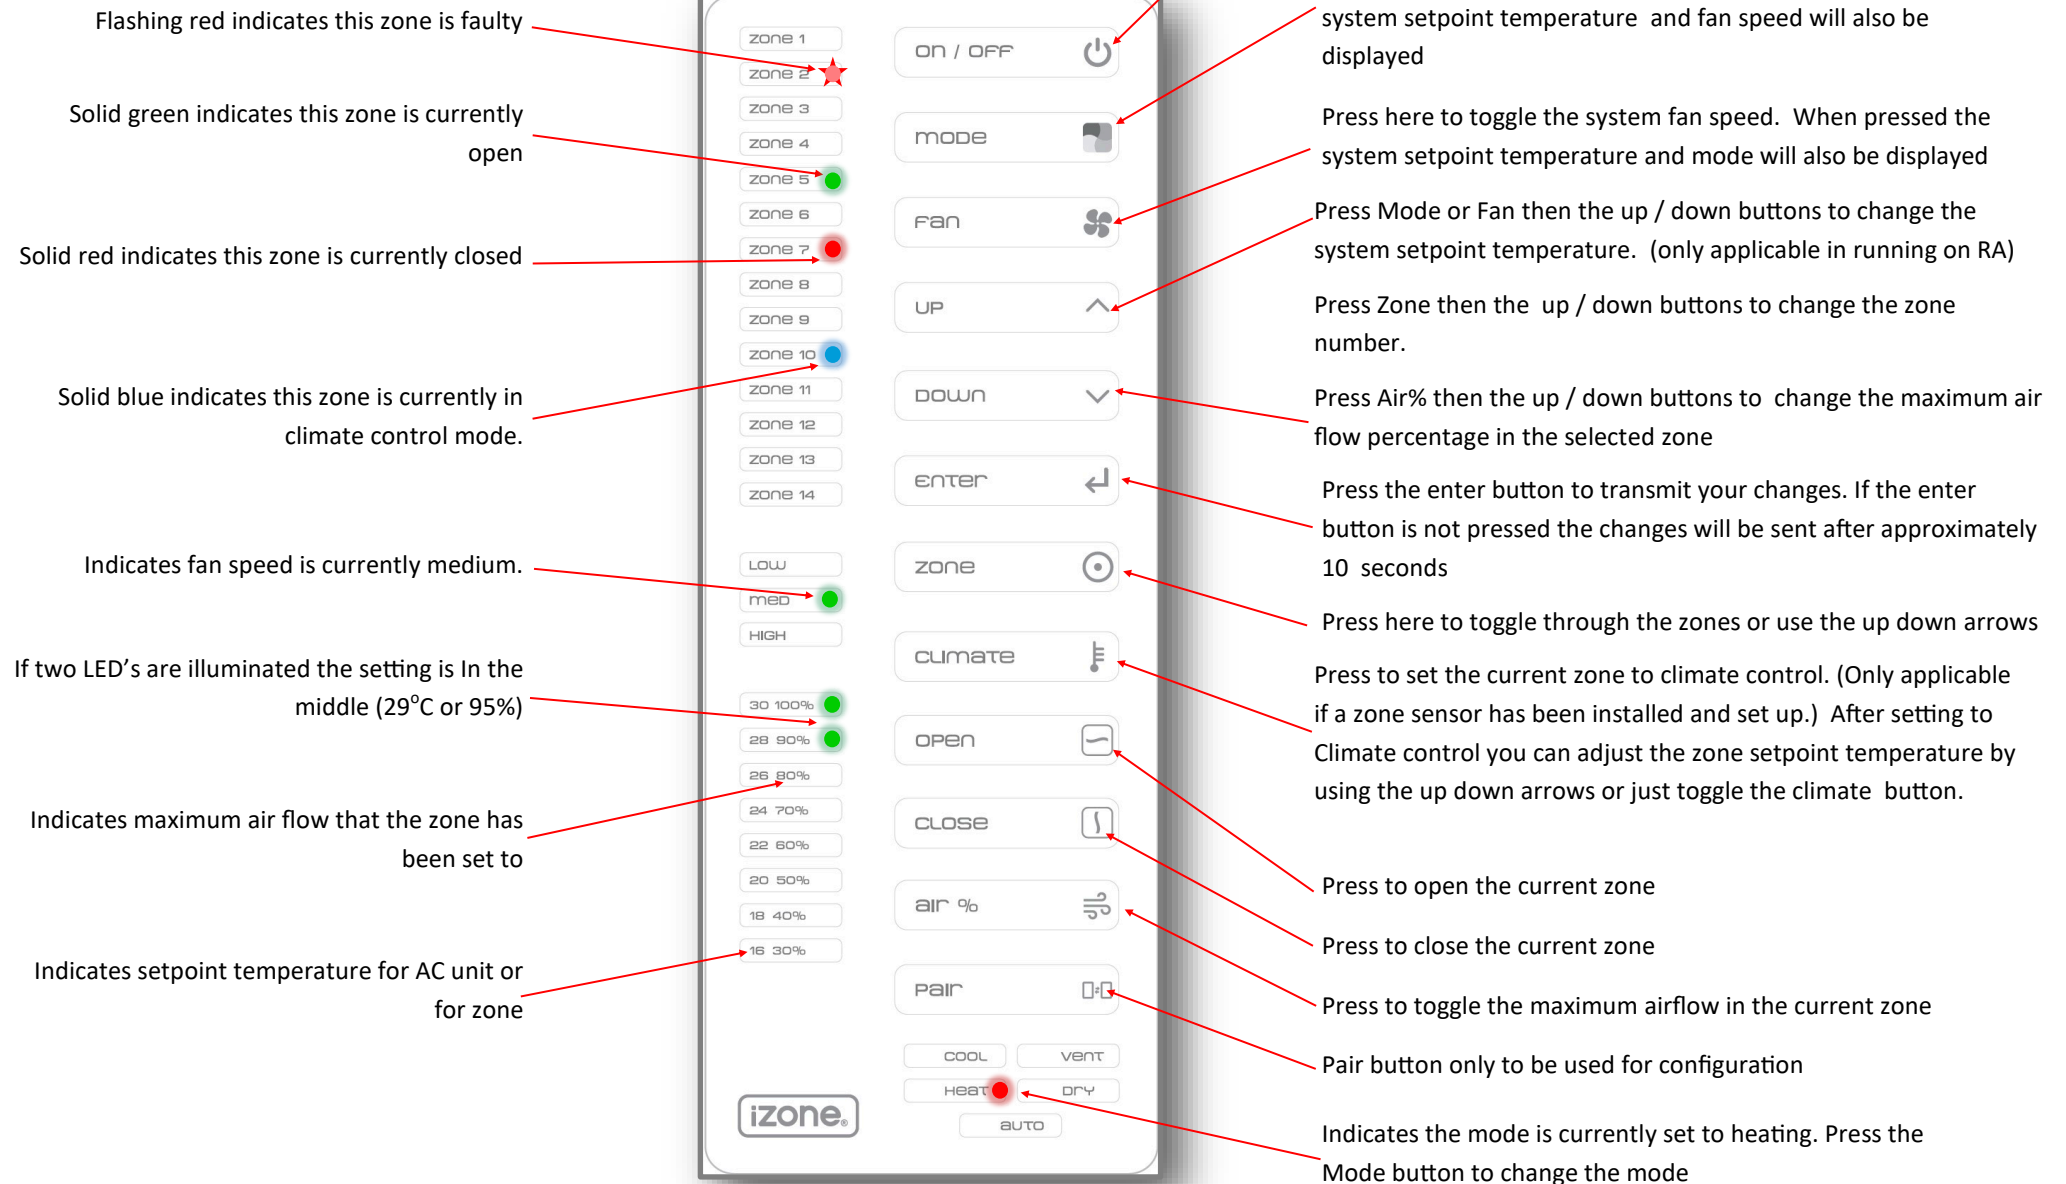 Flashing red indicates this zone is faulty
Solid green indicates this zone is currently
open
Solid red indicates this zone is currently closed
Solid blue indicates this zone is currently in
climate control mode.
Indicates fan speed is currently medium.
If two LED’s are illuminated the setting is In the
middle (29°C or 95%)
Indicates maximum air flow that the zone has
been set to
Indicates setpoint temperature for AC unit or
for zone
zone 1
zone 2
zone 3
zone 4
zone 5
zone 6
zone 7
zone 8
zone 9
zone 10
zone 11
zone 12
zone 13
zone 14
LOW
MED
HIGH
30 100%
28 90%
26 80%
24 70%
22 60%
20 50%
18 40%
16 30%
izone®
on / off
mode
fan
up
down
enter
zone
climate
open
close
air %
pair
cool
vent
heat
dry
auto
system setpoint temperature and fan speed will also be
displayed
Press here to toggle the system fan speed. When pressed the
system setpoint temperature and mode will also be displayed
Press Mode or Fan then the up / down buttons to change the
system setpoint temperature. (only applicable in running on RA)
Press Zone then the up / down buttons to change the zone
number.
Press Air% then the up / down buttons to change the maximum air
flow percentage in the selected zone
Press the enter button to transmit your changes. If the enter
button is not pressed the changes will be sent after approximately
10 seconds
Press here to toggle through the zones or use the up down arrows
Press to set the current zone to climate control. (Only applicable
if a zone sensor has been installed and set up.) After setting to
Climate control you can adjust the zone setpoint temperature by
using the up down arrows or just toggle the climate button.
Press to open the current zone
Press to close the current zone
Press to toggle the maximum airflow in the current zone
Pair button only to be used for configuration
Indicates the mode is currently set to heating. Press the
Mode button to change the mode